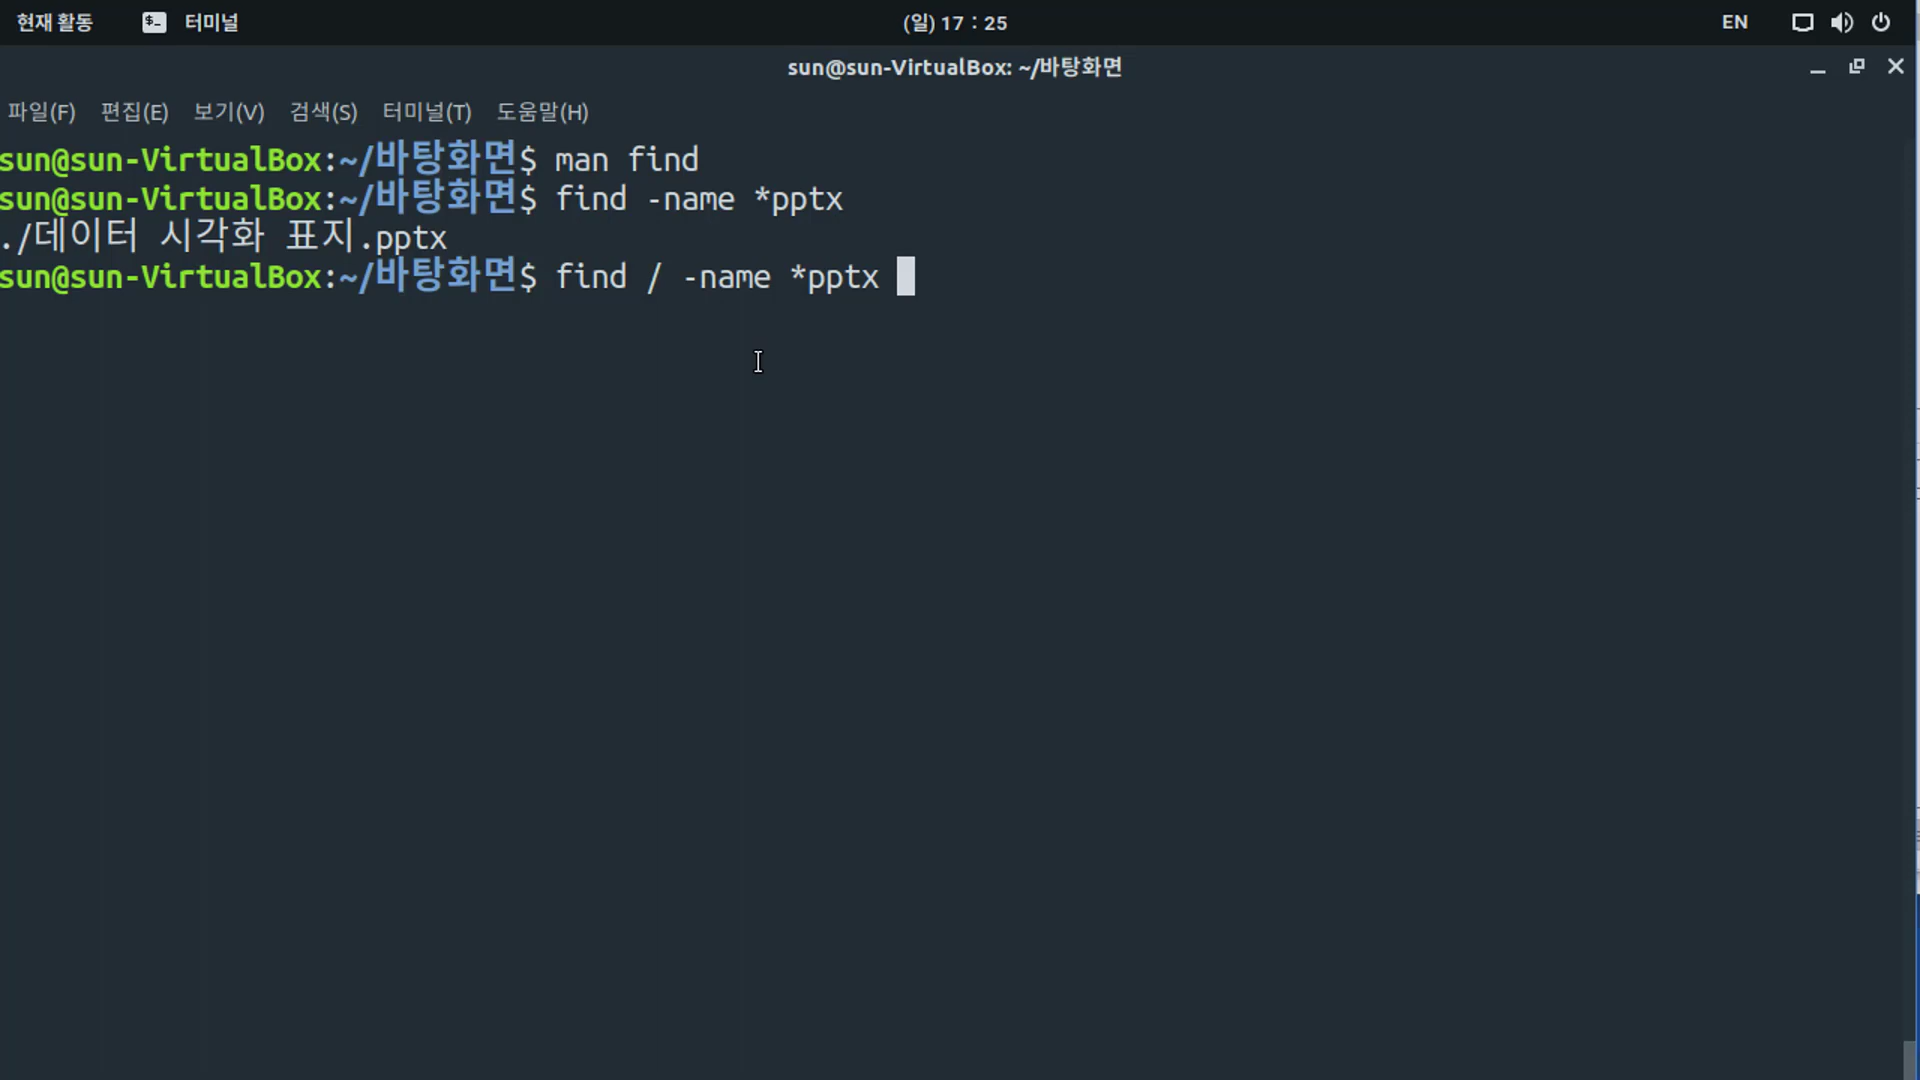 현재 활동 터미널 (일) 17 : 25 EN
sun@sun-VirtualBox: ~/바탕화면
파일(F) 편집(E) 보기(V) 검색(S) 터미널(T) 도움말(H)
sun@sun-VirtualBox:~/바탕화면$ man find
sun@sun-VirtualBox:~/바탕화면$ find -name *pptx
./데이터 시각화 표지.pptx
sun@sun-VirtualBox:~/바탕화면$ find / -name *pptx